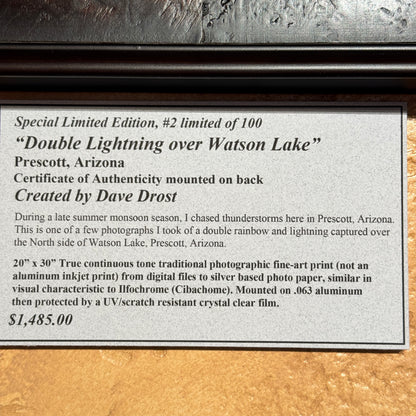 Special Limited Edition, #2 limited of 100
“Double Lightning over Watson Lake”
Prescott, Arizona
Certificate of Authenticity mounted on back
Created by Dave Drost
During a late summer monsoon season, I chased thunderstorms here in Prescott, Arizona.
This is one of a few photographs I took of a double rainbow and lightning captured over
the North side of Watson Lake, Prescott, Arizona.
20” x 30” True continuous tone traditional photographic fine-art print (not an
aluminum inkjet print) from digital files to silver based photo paper, similar in
visual characteristic to Ilfochrome (Cibachome). Mounted on .063 aluminum
then protected by a UV/scratch resistant crystal clear film.
$1,485.00